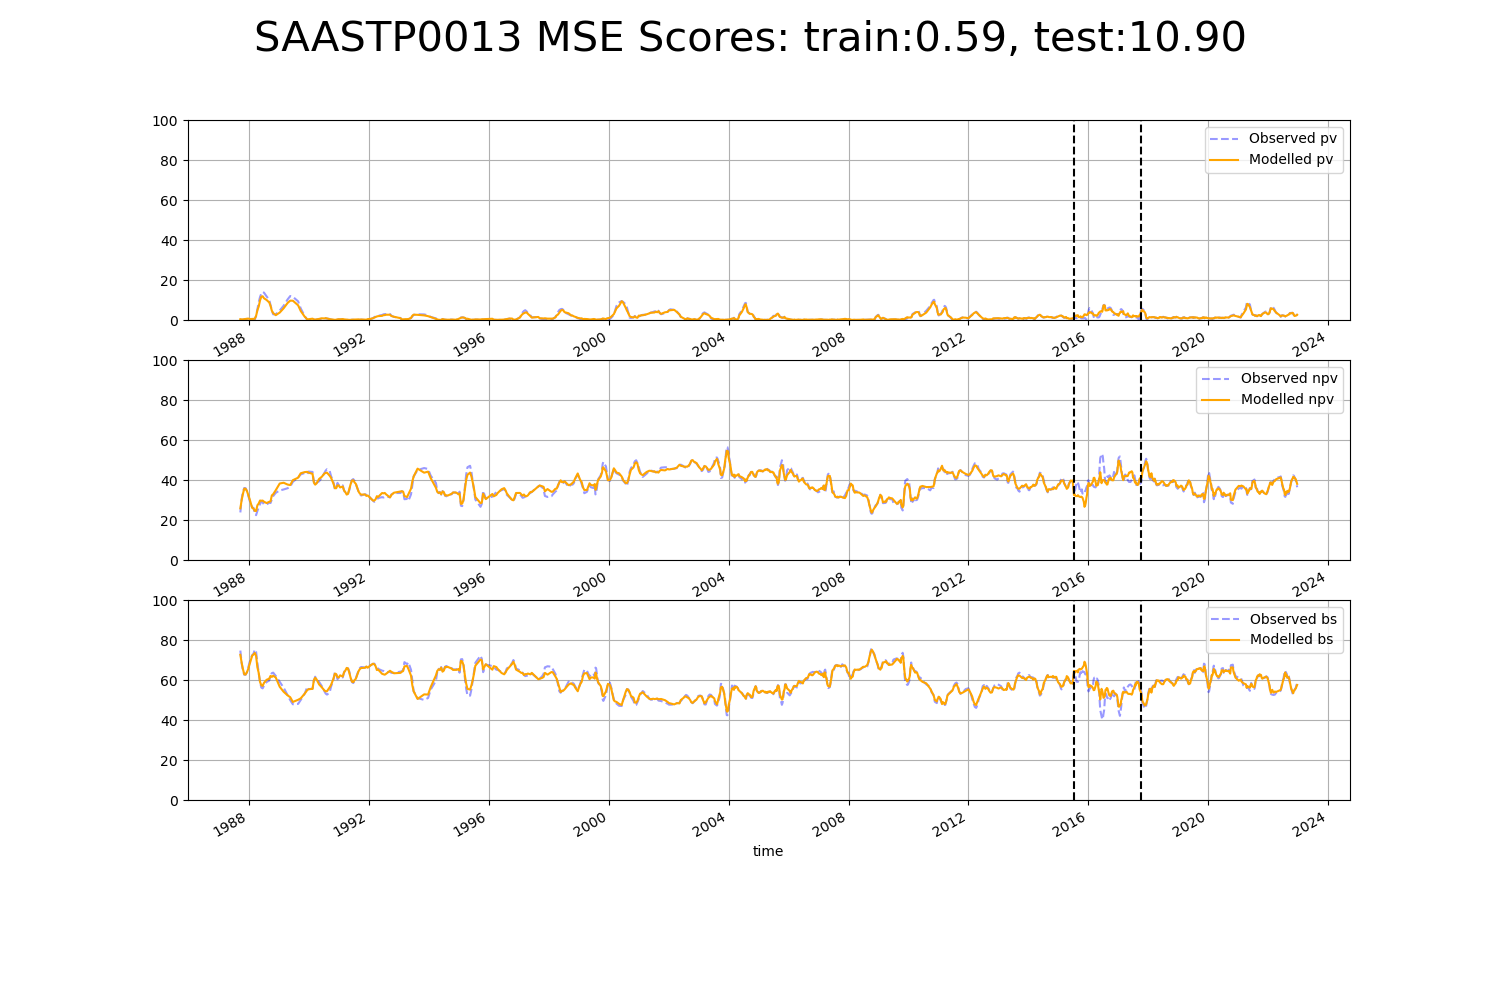 SAASTP0013 MSE Scores: train:0.59, test:10.90
100
80
60
40
20
0
Observed pv
Modelled pv
1988 1992 1996 2000 2004 2008 2012 2016 2020 2024
100
80
60
40
20
0
Observed npv
Modelled npv
1988 1992 1996 2000 2004 2008 2012 2016 2020 2024
100
80
60
40
20
0
Observed bs
Modelled bs
1988 1992 1996 2000 2004 2008 2012 2016 2020 2024
time